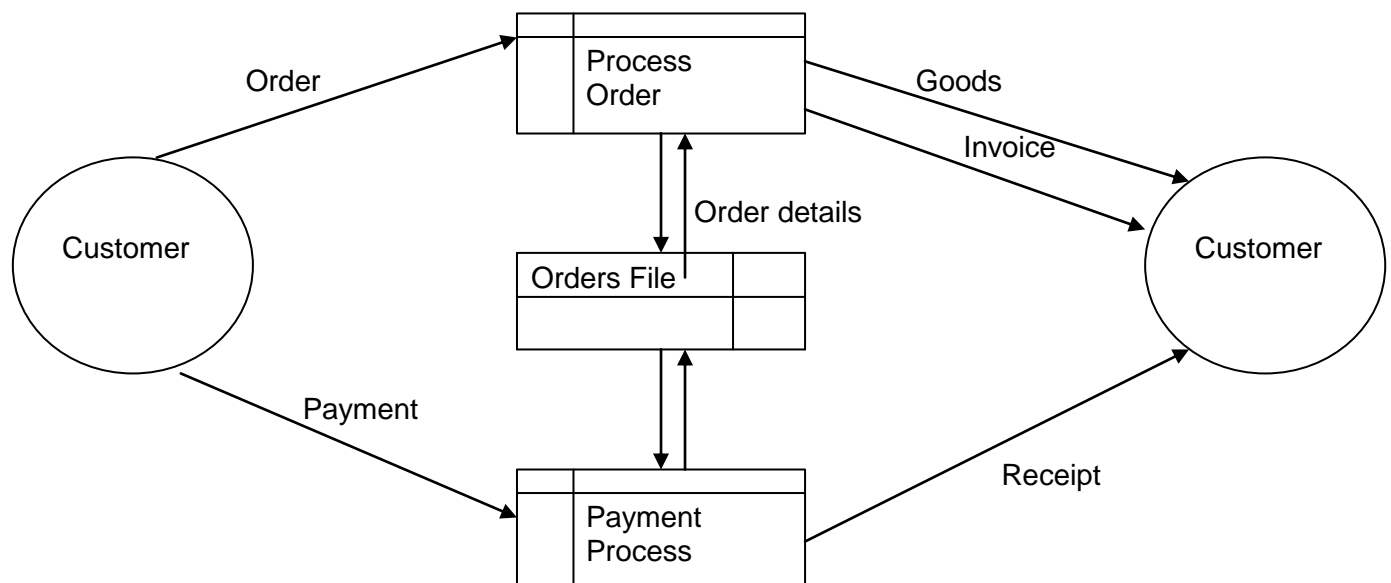 Process
Order
Order
Goods
Invoice
Order details
Customer
Customer
Orders File
Payment
Receipt
Payment
Process